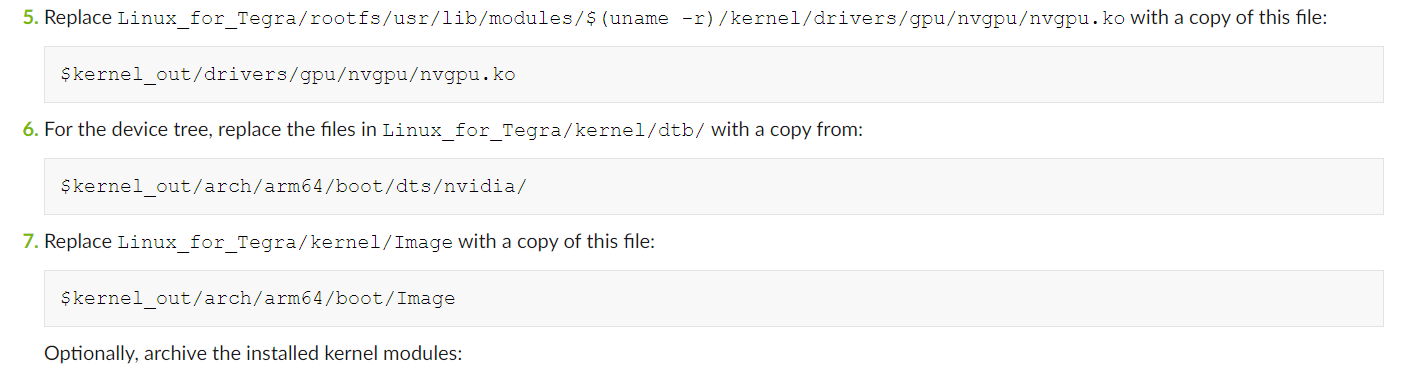 5. Replace Linux_for_Tegra/rootfs/usr/lib/modules/$(uname -r)/kernel/drivers/gpu/nvgpu/nvgpu.ko with a copy of this file:
$kernel_out/drivers/gpu/nvgpu/nvgpu.ko
6. For the device tree, replace the files in Linux_for_Tegra/kernel/dtb/ with a copy from:
$kernel_out/arch/arm64/boot/dts/nvidia/
7. Replace Linux_for_Tegra/kernel/Image with a copy of this file:
$kernel_out/arch/arm64/boot/Image
Optionally, archive the installed kernel modules: